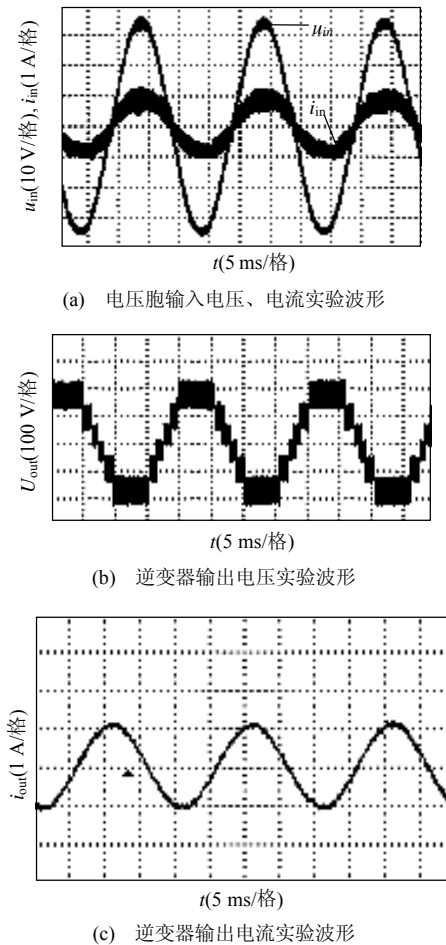 u_in(10 V/格), i_in(1 A/格)
u_in
i_in
t(5 ms/格)
(a) 电压胞输入电压、电流实验波形
U_out(100 V/格)
t(5 ms/格)
(b) 逆变器输出电压实验波形
i_out(1 A/格)
t(5 ms/格)
(c) 逆变器输出电流实验波形